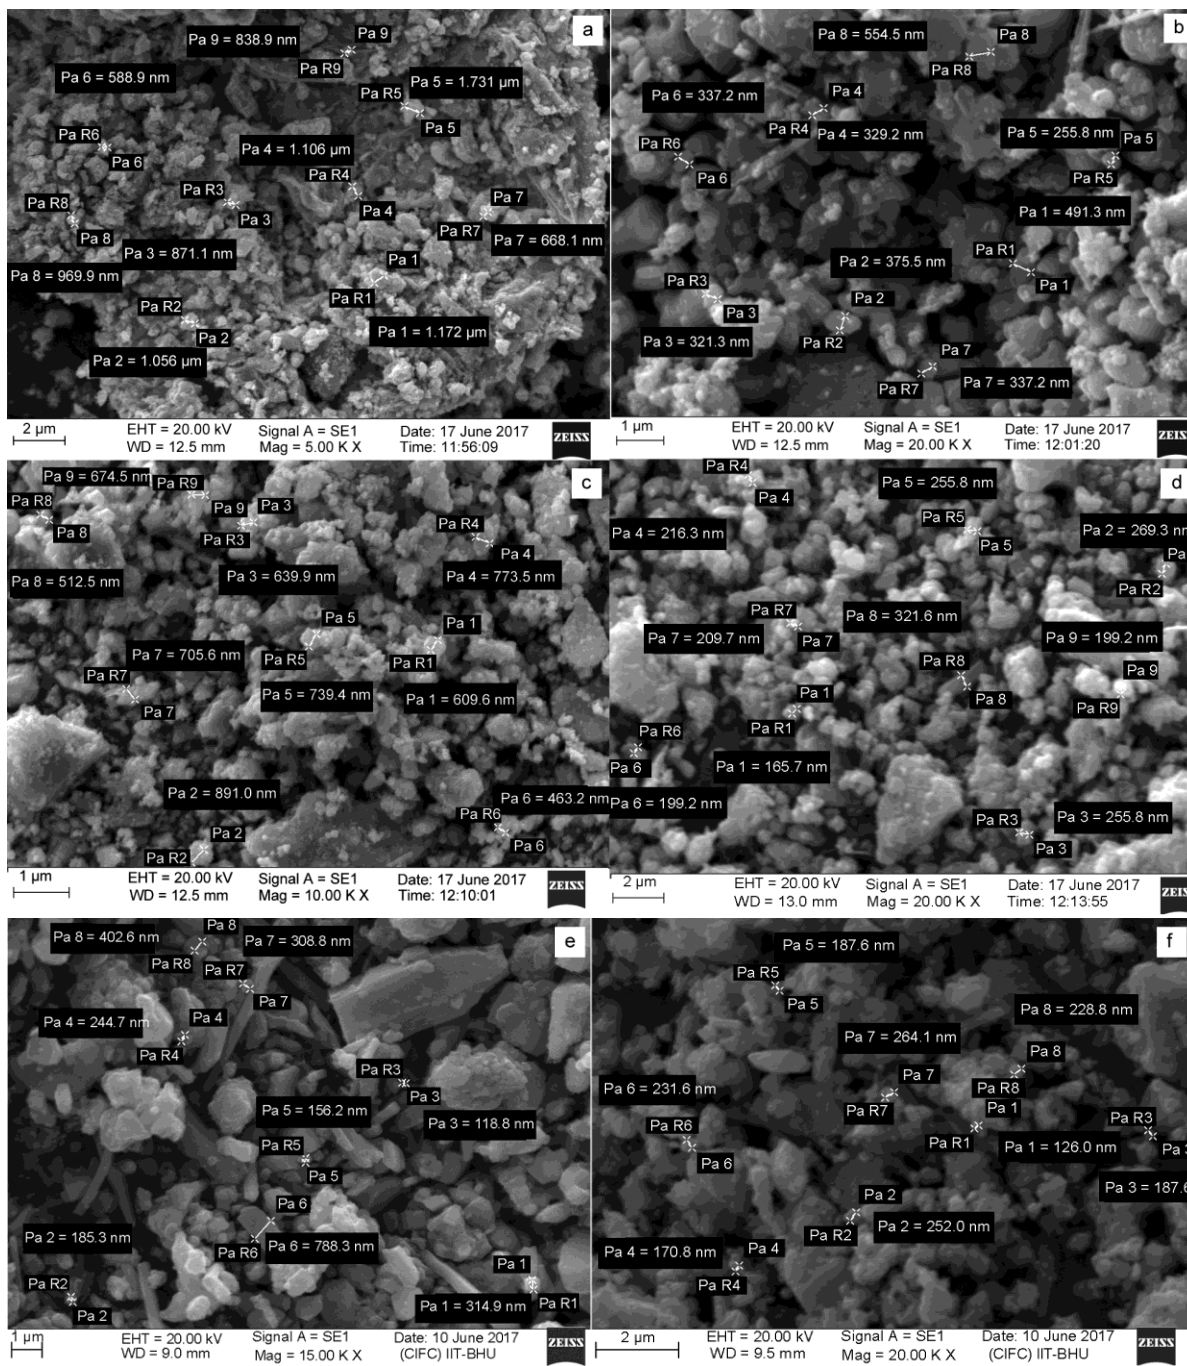 a
Pa 9 = 838.9 nm
Pa 9
Pa R9
Pa 6 = 588.9 nm
Pa 5 = 1.731 µm
Pa R5
Pa 5
Pa R6
Pa 6
Pa 4 = 1.106 µm
Pa R4
Pa 4
Pa R3
Pa 3
Pa 7
Pa R7
Pa 7 = 668.1 nm
Pa R8
Pa 8
Pa 3 = 871.1 nm
Pa 8 = 969.9 nm
Pa 1
Pa R1
Pa R2
Pa 2
Pa 1 = 1.172 µm
Pa 2 = 1.056 µm
2 µm
EHT = 20.00 kV
WD = 12.5 mm
Signal A = SE1
Mag = 5.00 K X
Date: 17 June 2017
Time: 11:56:09
ZEISS
b
Pa 8 = 554.5 nm
Pa 8
Pa R8
Pa 6 = 337.2 nm
Pa 4
Pa R4
Pa 4 = 329.2 nm
Pa 5 = 255.8 nm
Pa 5
Pa R5
Pa R6
Pa 6
Pa 1 = 491.3 nm
Pa R1
Pa 1
Pa 2 = 375.5 nm
Pa R3
Pa 3
Pa 2
Pa R2
Pa 3 = 321.3 nm
Pa 7
Pa R7
Pa 7 = 337.2 nm
1 µm
EHT = 20.00 kV
WD = 12.5 mm
Signal A = SE1
Mag = 20.00 K X
Date: 17 June 2017
Time: 12:01:20
ZEISS
c
Pa 9 = 674.5 nm
Pa R9
Pa 9
Pa 3
Pa R3
Pa R8
Pa 8
Pa R4
Pa 4
Pa 8 = 512.5 nm
Pa 3 = 639.9 nm
Pa 4 = 773.5 nm
Pa 5
Pa R5
Pa 1
Pa R1
Pa 7 = 705.6 nm
Pa R7
Pa 7
Pa 5 = 739.4 nm
Pa 1 = 609.6 nm
Pa 2 = 891.0 nm
Pa 6 = 463.2 nm
Pa R6
Pa 6
Pa 2
Pa R2
1 µm
EHT = 20.00 kV
WD = 12.5 mm
Signal A = SE1
Mag = 10.00 K X
Date: 17 June 2017
Time: 12:10:01
ZEISS
d
Pa R4
Pa 4
Pa 5 = 255.8 nm
Pa R5
Pa 5
Pa 4 = 216.3 nm
Pa 2 = 269.3 nm
Pa
Pa R2
Pa R7
Pa 7
Pa 7 = 209.7 nm
Pa 8 = 321.6 nm
Pa 9 = 199.2 nm
Pa R8
Pa 8
Pa 9
Pa R9
Pa 1
Pa R1
Pa R6
Pa 6
Pa 1 = 165.7 nm
Pa 6 = 199.2 nm
Pa 3 = 255.8 nm
Pa R3
Pa 3
2 µm
EHT = 20.00 kV
WD = 13.0 mm
Signal A = SE1
Mag = 20.00 K X
Date: 17 June 2017
Time: 12:13:55
ZEISS
e
Pa 8 = 402.6 nm
Pa 8
Pa R8
Pa 7 = 308.8 nm
Pa R7
Pa 7
Pa 4 = 244.7 nm
Pa 4
Pa R4
Pa R3
Pa 3
Pa 5 = 156.2 nm
Pa 3 = 118.8 nm
Pa R5
Pa 5
Pa 6
Pa R6
Pa 2 = 185.3 nm
Pa 6 = 788.3 nm
Pa R2
Pa 2
Pa 1
Pa R1
Pa 1 = 314.9 nm
1 µm
EHT = 20.00 kV
WD = 9.0 mm
Signal A = SE1
Mag = 15.00 K X
Date: 10 June 2017
(CIFC) IIT-BHU
ZEISS
f
Pa 5 = 187.6 nm
Pa R5
Pa 5
Pa 8 = 228.8 nm
Pa 7 = 264.1 nm
Pa 8
Pa R8
Pa 6 = 231.6 nm
Pa 7
Pa R7
Pa 1
Pa R1
Pa R3
Pa 3
Pa R6
Pa 6
Pa 1 = 126.0 nm
Pa 3 = 187.6
Pa 2
Pa R2
Pa 2 = 252.0 nm
Pa 4 = 170.8 nm
Pa 4
Pa R4
2 µm
EHT = 20.00 kV
WD = 9.5 mm
Signal A = SE1
Mag = 20.00 K X
Date: 10 June 2017
(CIFC) IIT-BHU
ZEISS